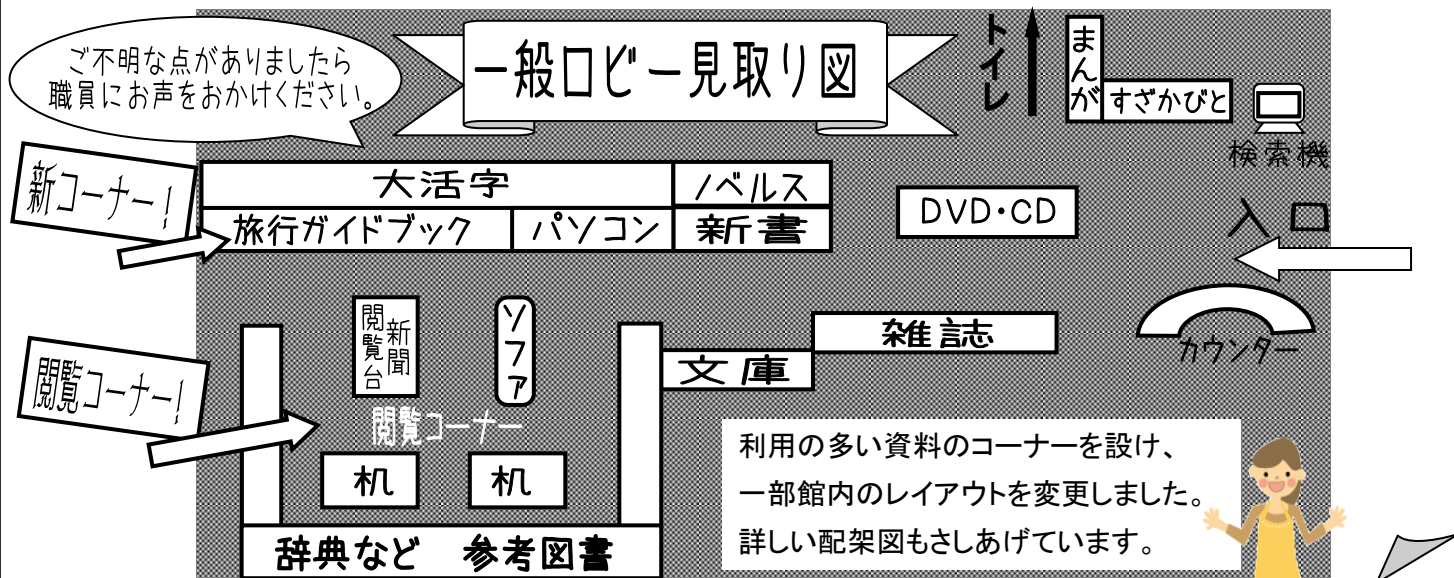 ご不明な点がありましたら
職員にお声をおかけください。
一般ロビー見取り図
トイレ
まんが
すざかびと
検索機
新コーナー!
大活字
ノベルス
旅行ガイドブック
パソコン
新書
DVD・CD
入口
新聞
閲覧台
ソファ
雑誌
カウンター
文庫
閲覧コーナー!
閲覧コーナー
机
机
利用の多い資料のコーナーを設け、
一部館内のレイアウトを変更しました。
詳しい配架図もさしあげています。
辞典など 参考図書